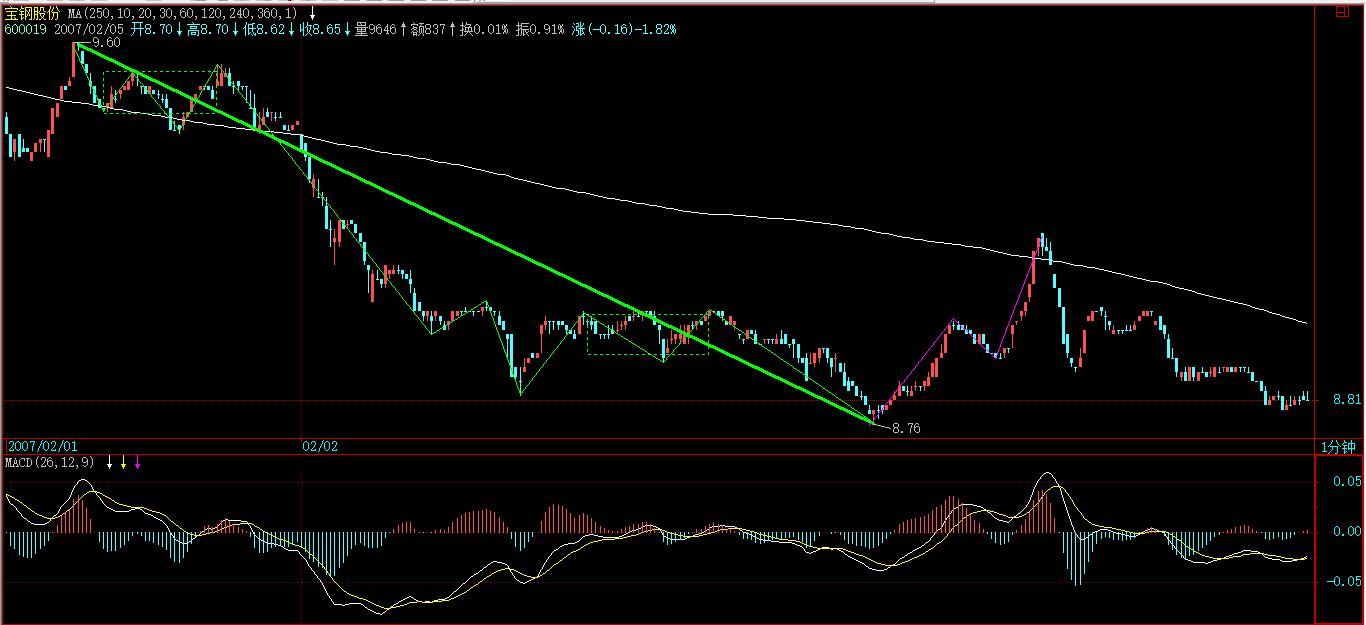 宝钢股份 MA(250,10,20,30,60,120,240,360,1) ↓
600019 2007/02/05 开8.70↓高8.70↓低8.62↓收8.65↓量9646↑额837↑换0.01% 振0.91% 涨(-0.16)-1.82%
9.60
8.76
8.81
2007/02/01 02/02 1分钟
MACD(26,12,9) ↓ ↓ ↓
0.05
0.00
-0.05